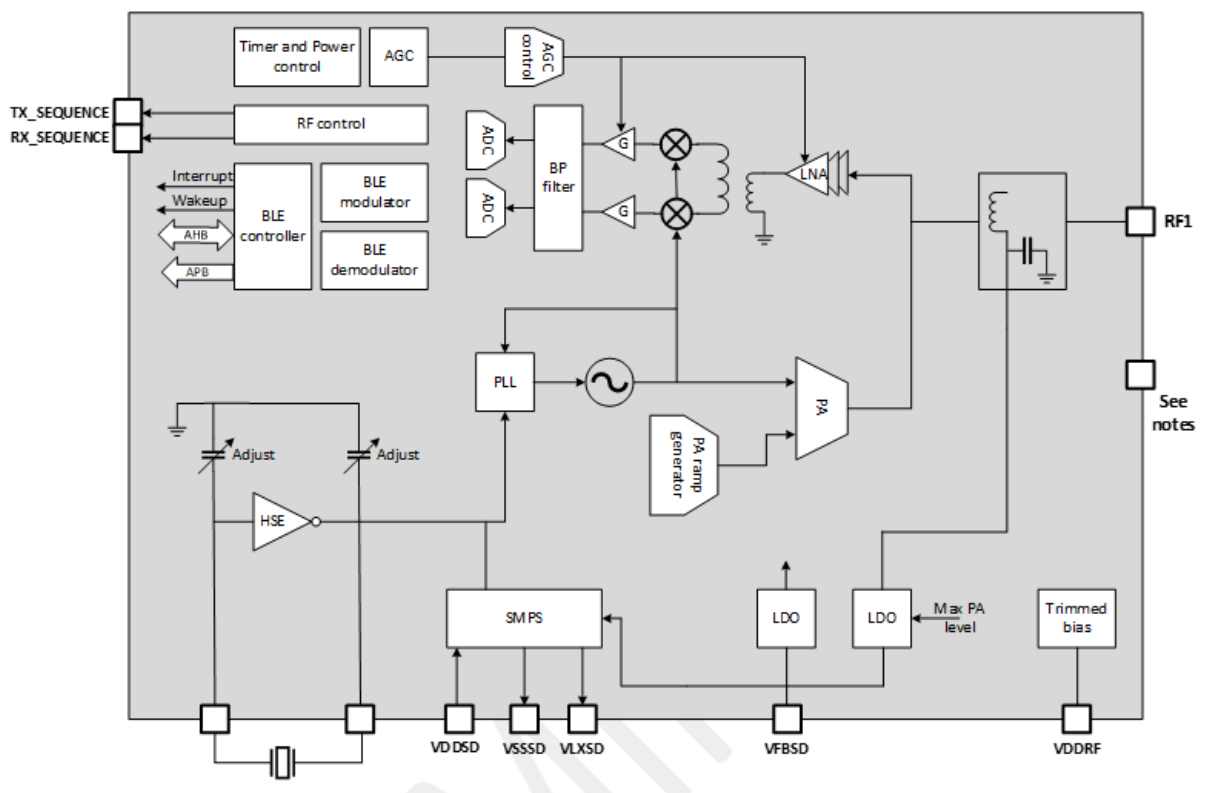 Timer and Power
control
AGC
AGC
control
TX_SEQUENCE
RX_SEQUENCE
RF control
ADC
ADC
BP
filter
G
G
LNA
Interrupt
Wakeup
AHB
APB
BLE
controller
BLE
modulator
BLE
demodulator
RF1
See
notes
PLL
PA
PA ramp
generator
Adjust
Adjust
HSE
SMPS
LDO
LDO
Max PA
level
Trimmed
bias
VDDSD
VSSSD
VLXSD
VFBSD
VDDRF